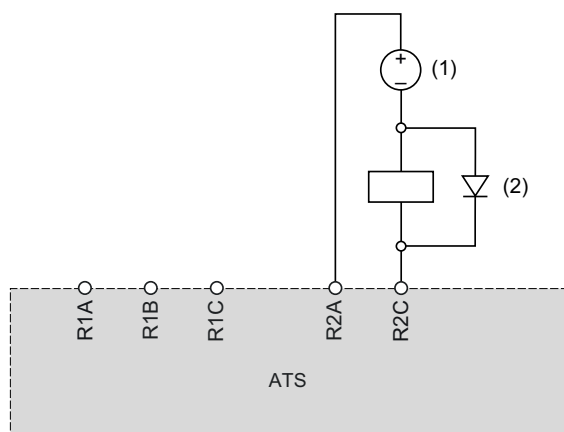 +
−
(1)
(2)
R1A
R1B
R1C
R2A
R2C
ATS